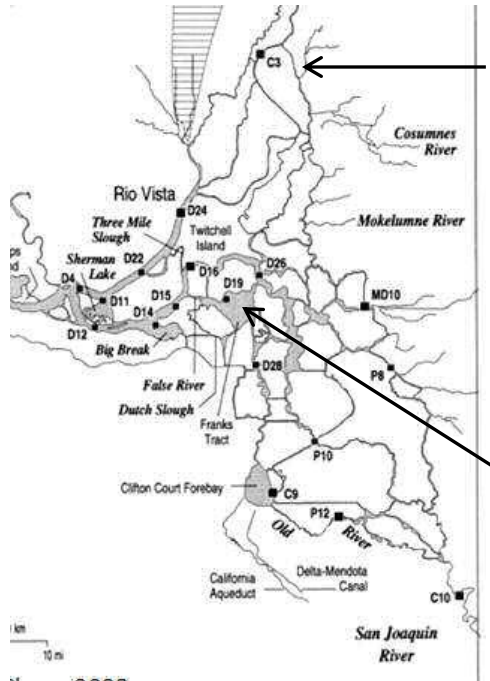 C3
Cosumnes
River
Mokelumne River
Rio Vista
D24
Three Mile
Slough
Twitchell
Island
Sherman
Lake
D22
D16
D26
D4
D19
D11
D15
MD10
D14
D12
Big Break
D28
P8
False River
Dutch Slough
Franks
Tract
P10
Clifton Court Forebay
C9
P12
Old
River
Delta-Mendota
Canal
California
Aqueduct
C10
San Joaquin
River
km
10 mi